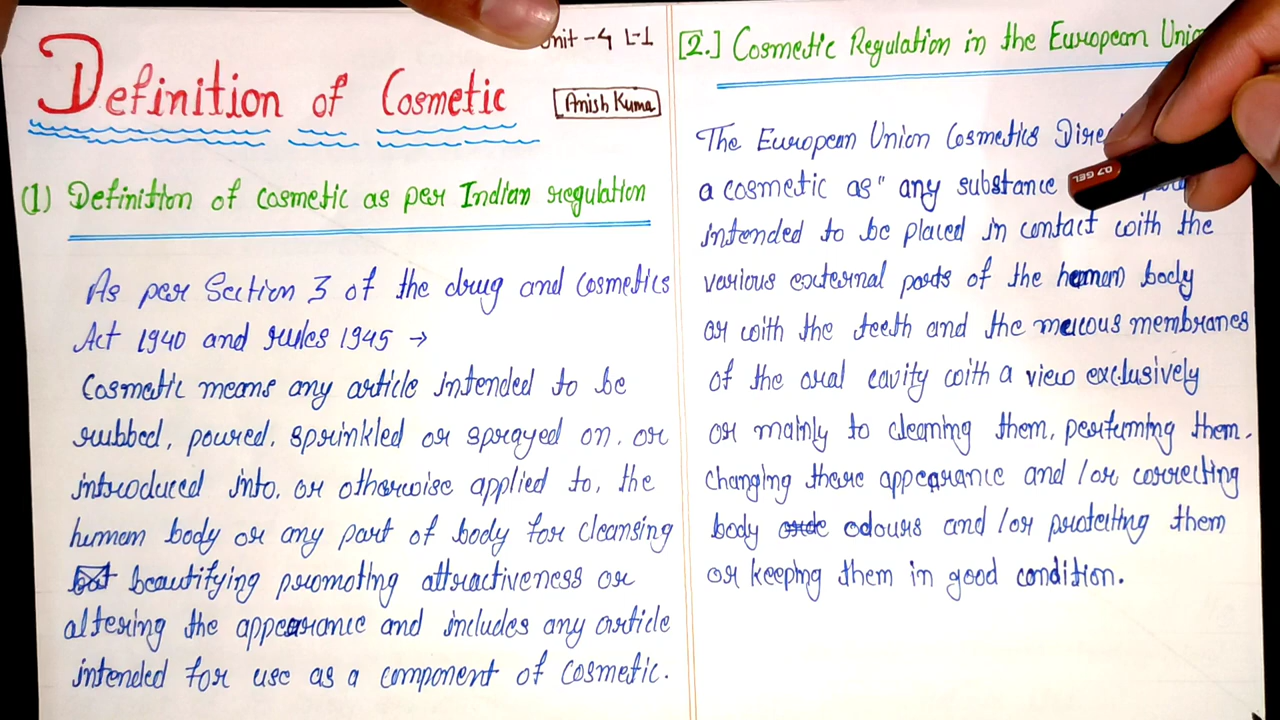 Unit -4 L-1
Definition of Cosmetic
Anish Kuma
(1) Definition of cosmetic as per Indian regulation
As per Section 3 of the drug and cosmetics
Act 1940 and rules 1945 →
Cosmetic means any article intended to be
rubbed, poured, sprinkled or sprayed on, or
introduced into, or otherwise applied to, the
human body or any part of body for cleansing
beautifying promoting attractiveness or
altering the appearance and includes any article
intended for use as a component of cosmetic.
[2.] Cosmetic Regulation in the European Unio
The European Union Cosmetics Dire
a cosmetic as" any substance
intended to be placed in contact with the
various external parts of the human body
or with the teeth and the mucous membranes
of the oral cavity with a view exclusively
or mainly to cleaning them, perfuming them.
changing there appearance and /or correcting
body odours and /or protecting them
or keeping them in good condition.
0.7 GEL